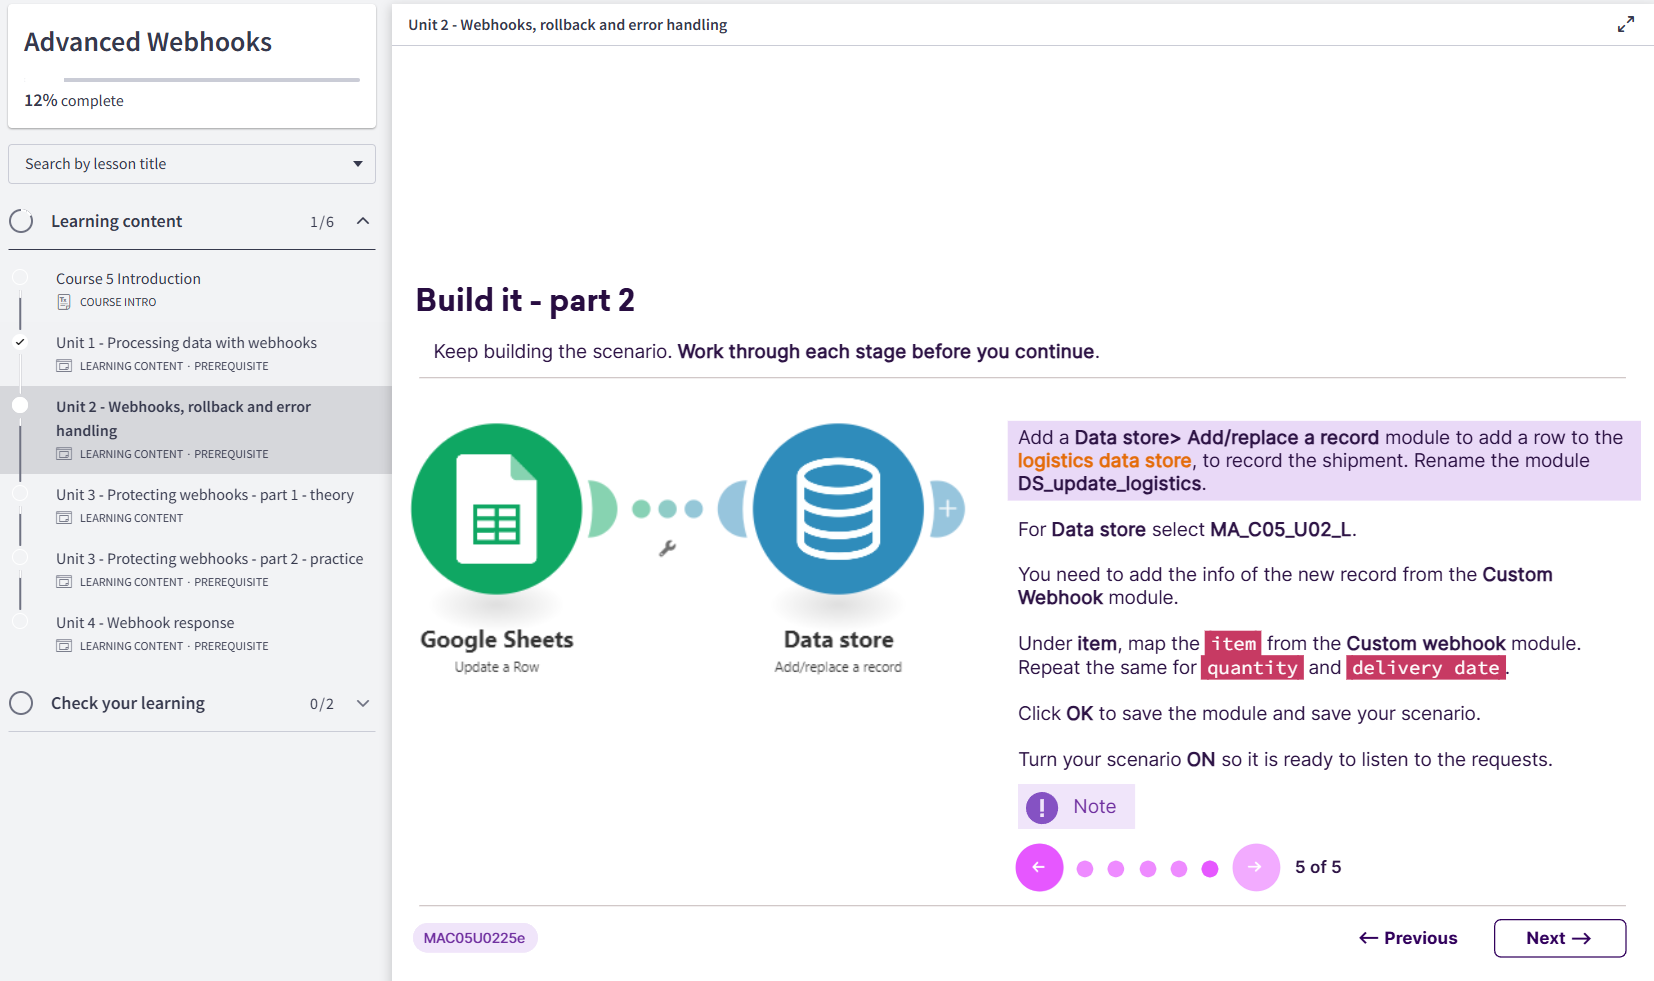 Advanced Webhooks
12% complete
Search by lesson title
Learning content 1/6
Course 5 Introduction
COURSE INTRO
Unit 1 - Processing data with webhooks
LEARNING CONTENT · PREREQUISITE
Unit 2 - Webhooks, rollback and error
handling
LEARNING CONTENT · PREREQUISITE
Unit 3 - Protecting webhooks - part 1 - theory
LEARNING CONTENT
Unit 3 - Protecting webhooks - part 2 - practice
LEARNING CONTENT · PREREQUISITE
Unit 4 - Webhook response
LEARNING CONTENT · PREREQUISITE
Check your learning 0/2
Unit 2 - Webhooks, rollback and error handling
Build it - part 2
Keep building the scenario. Work through each stage before you continue.
Google Sheets
Update a Row
Data store
Add/replace a record
Add a Data store> Add/replace a record module to add a row to the
logistics data store, to record the shipment. Rename the module
DS_update_logistics.
For Data store select MA_C05_U02_L.
You need to add the info of the new record from the Custom
Webhook module.
Under item, map the item from the Custom webhook module.
Repeat the same for quantity and delivery date.
Click OK to save the module and save your scenario.
Turn your scenario ON so it is ready to listen to the requests.
! Note
5 of 5
MAC05U0225e
← Previous
Next →